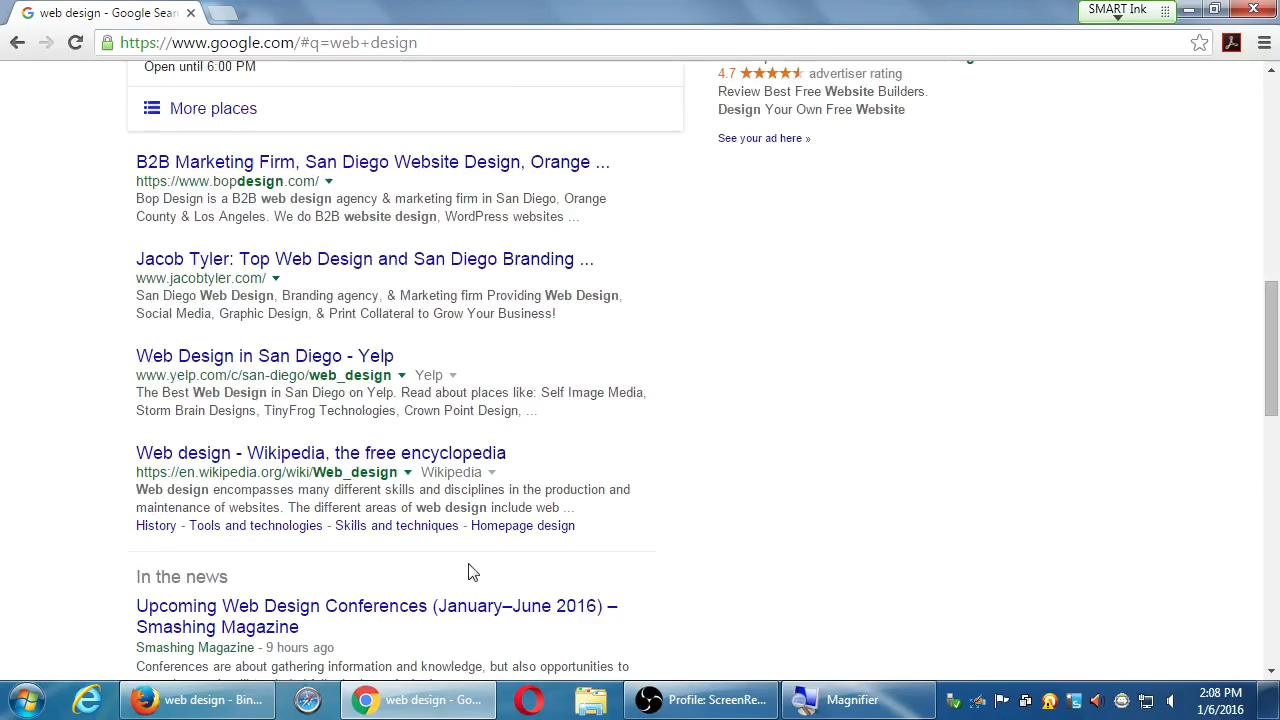 web design - Google Sear
SMART Ink
https://www.google.com/#q=web+design
Open until 6:00 PM
More places
4.7 advertiser rating
Review Best Free Website Builders.
Design Your Own Free Website
See your ad here »
B2B Marketing Firm, San Diego Website Design, Orange ...
https://www.bopdesign.com/
Bop Design is a B2B web design agency & marketing firm in San Diego, Orange
County & Los Angeles. We do B2B website design, WordPress websites ...
Jacob Tyler: Top Web Design and San Diego Branding ...
www.jacobtyler.com/
San Diego Web Design, Branding agency, & Marketing firm Providing Web Design,
Social Media, Graphic Design, & Print Collateral to Grow Your Business!
Web Design in San Diego - Yelp
www.yelp.com/c/san-diego/web_design Yelp
The Best Web Design in San Diego on Yelp. Read about places like: Self Image Media,
Storm Brain Designs, TinyFrog Technologies, Crown Point Design, ...
Web design - Wikipedia, the free encyclopedia
https://en.wikipedia.org/wiki/Web_design Wikipedia
Web design encompasses many different skills and disciplines in the production and
maintenance of websites. The different areas of web design include web ...
History - Tools and technologies - Skills and techniques - Homepage design
In the news
Upcoming Web Design Conferences (January–June 2016) –
Smashing Magazine
Smashing Magazine - 9 hours ago
Conferences are about gathering information and knowledge, but also opportunities to
web design - Bin...
web design - Go...
Profile: ScreenRe...
Magnifier
2:08 PM
1/6/2016